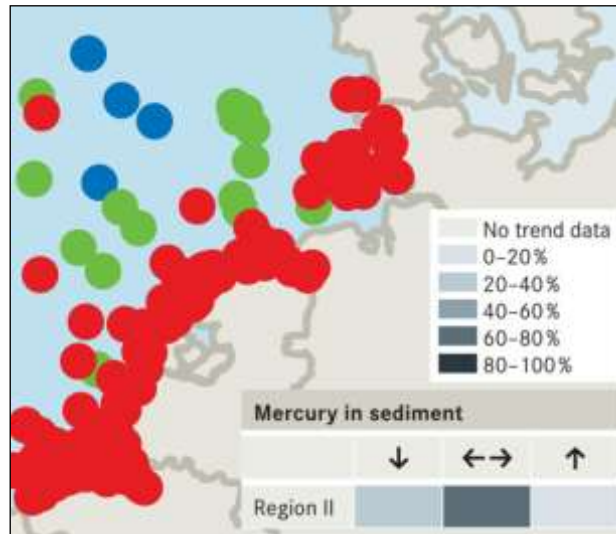 No trend data
0–20%
20–40%
40–60%
60–80%
80–100%
Mercury in sediment
↓ ←→ ↑
Region II